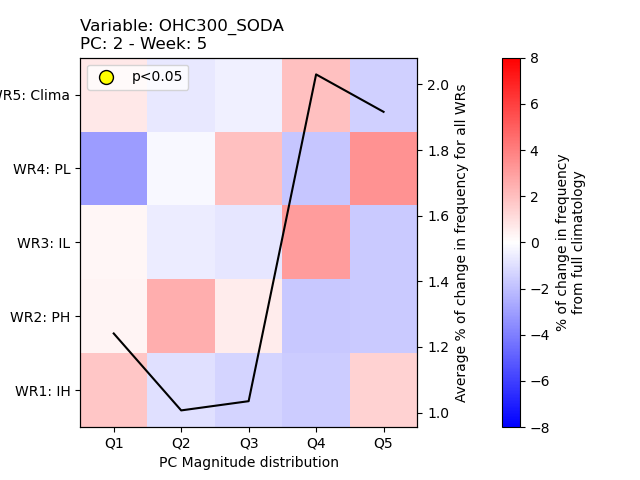 Variable: OHC300_SODA
PC: 2 - Week: 5
p<0.05
WR5: Clima
WR4: PL
WR3: IL
WR2: PH
WR1: IH
Q1 Q2 Q3 Q4 Q5
PC Magnitude distribution
2.0
1.8
1.6
1.4
1.2
1.0
Average % of change in frequency for all WRs
8
6
4
2
0
−2
−4
−6
−8
% of change in frequency
from full climatology